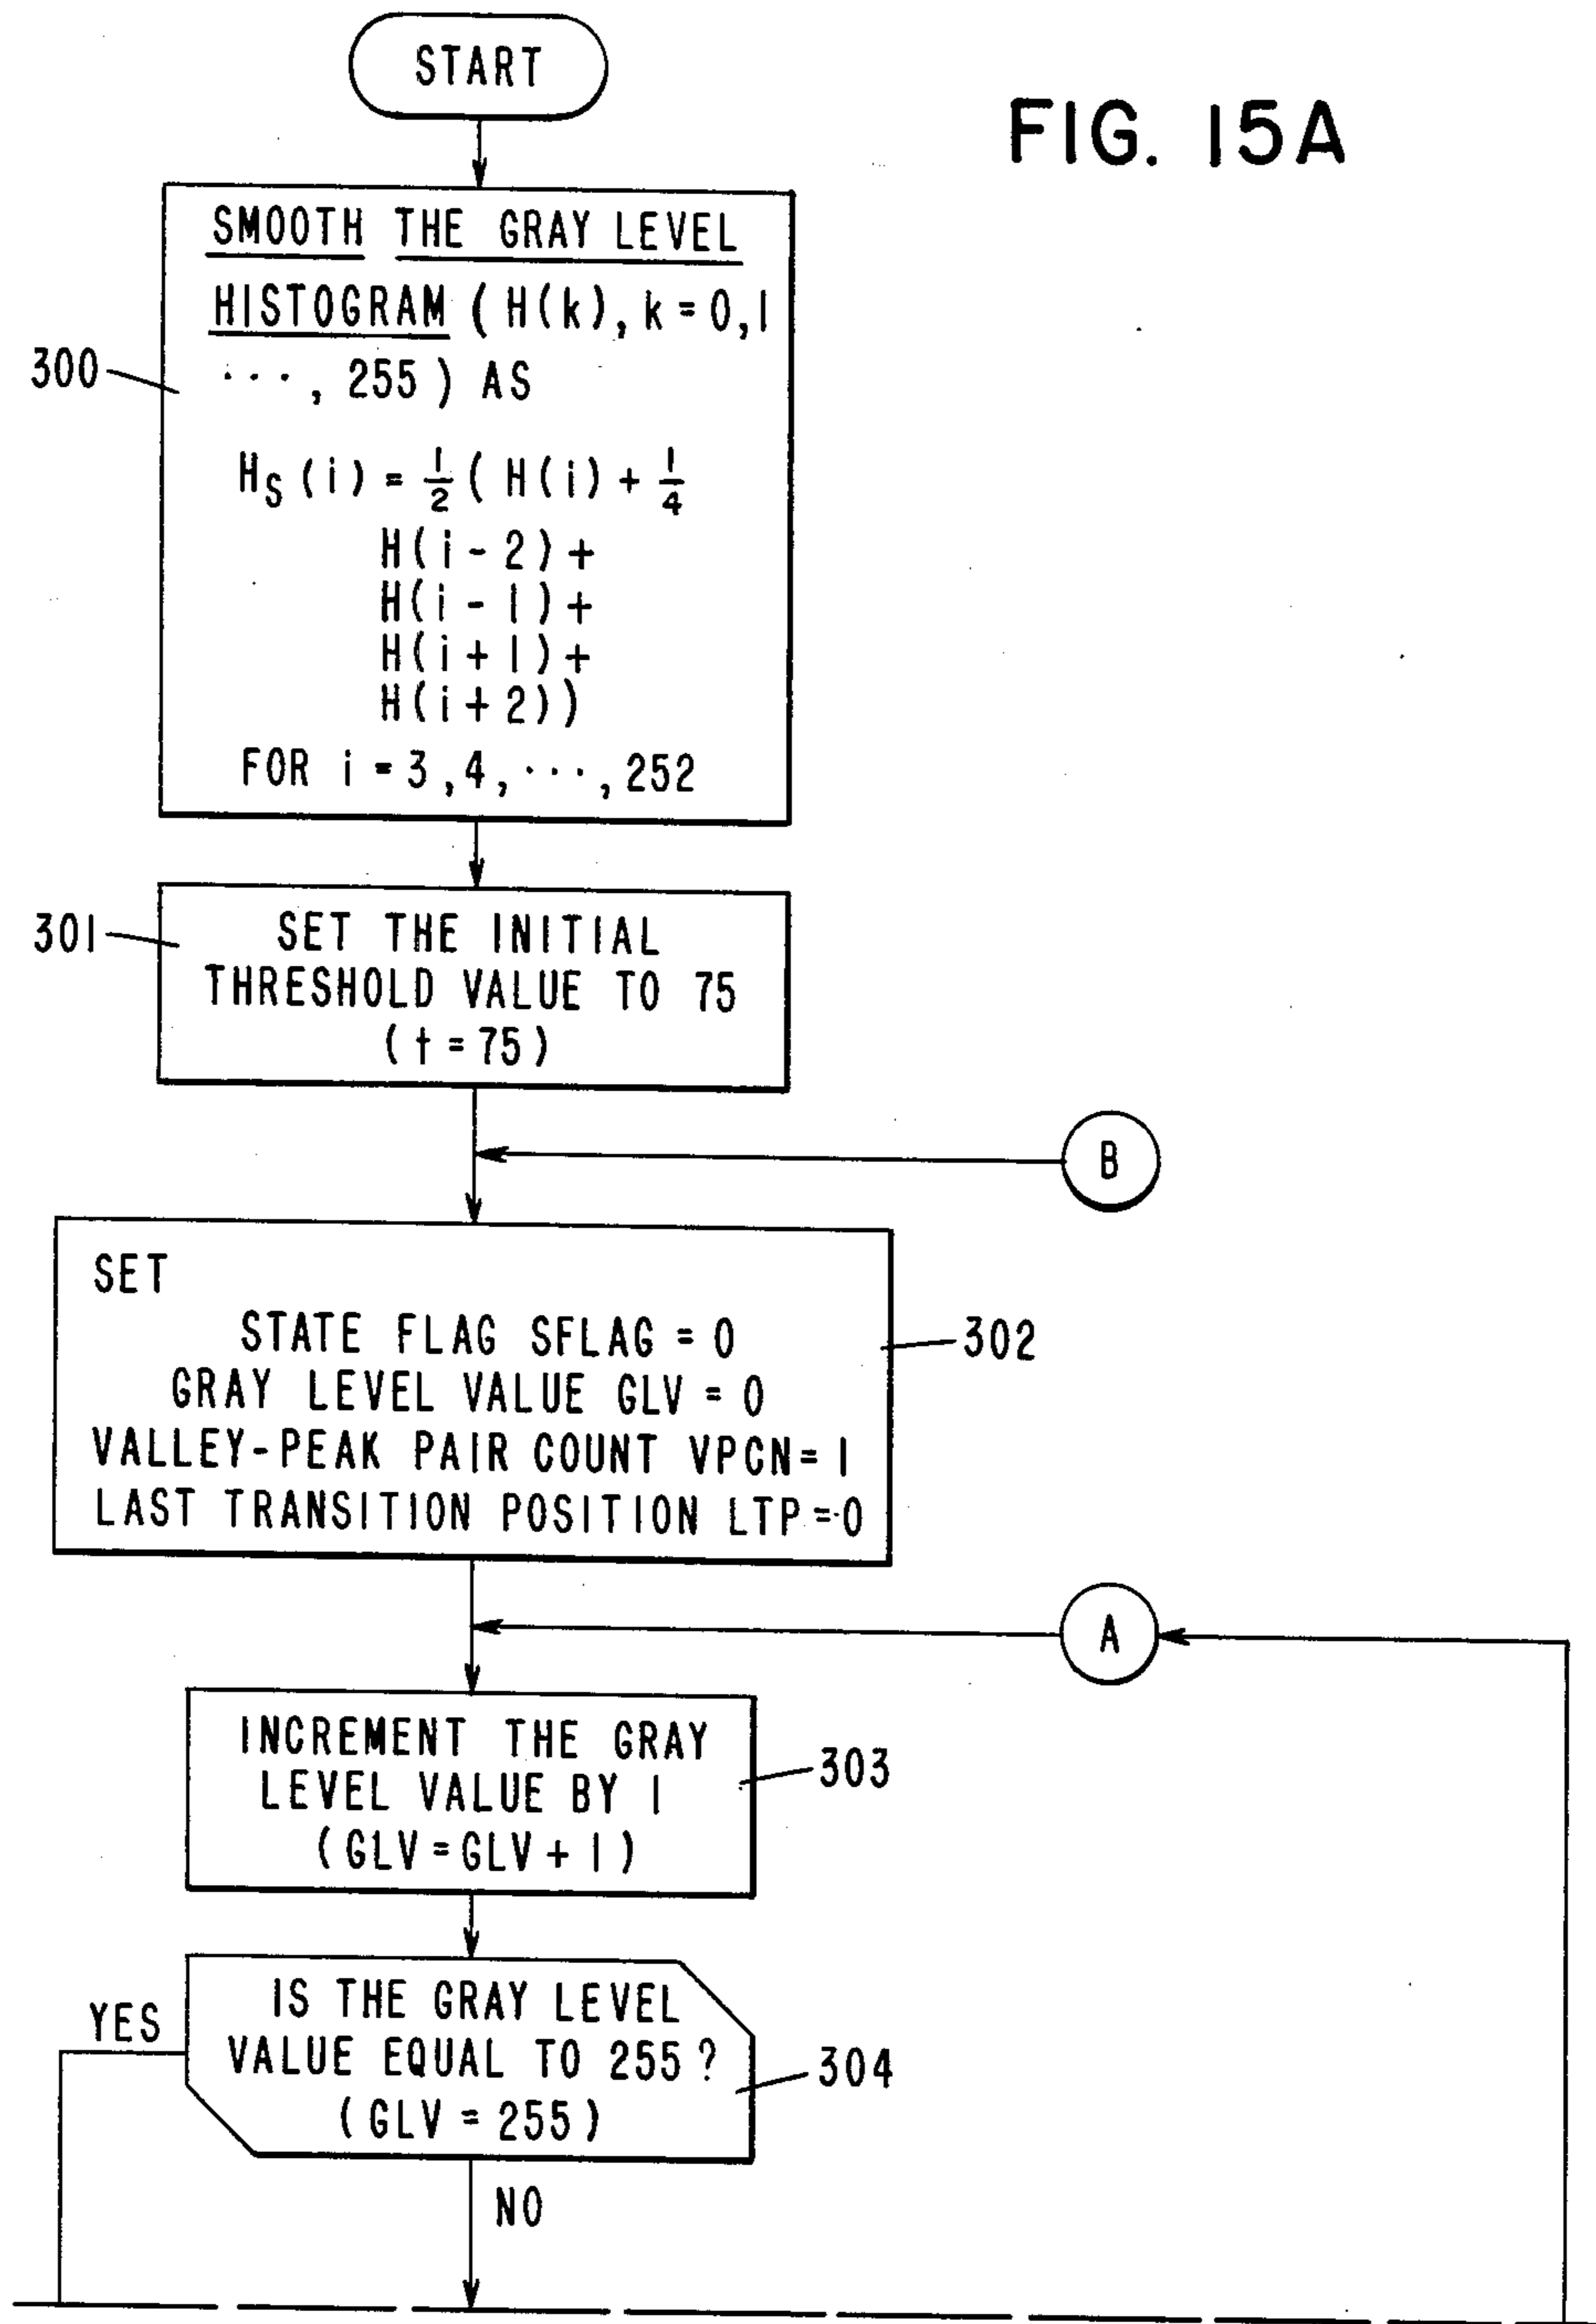 START
FIG. 15A
SMOOTH THE GRAY LEVEL
HISTOGRAM ( H(k), k = 0, 1
..., 255 ) AS
300
H_S (i) = 1/2 ( H(i) + 1/4
H(i - 2) +
H(i - 1) +
H(i + 1) +
H(i + 2))
FOR i = 3, 4, ..., 252
301
SET THE INITIAL
THRESHOLD VALUE TO 75
( t = 75 )
B
SET
STATE FLAG SFLAG = 0
302
GRAY LEVEL VALUE GLV = 0
VALLEY-PEAK PAIR COUNT VPCN= 1
LAST TRANSITION POSITION LTP = 0
A
INCREMENT THE GRAY
LEVEL VALUE BY 1
303
( GLV = GLV + 1 )
IS THE GRAY LEVEL
YES
VALUE EQUAL TO 255 ?
304
( GLV = 255 )
NO